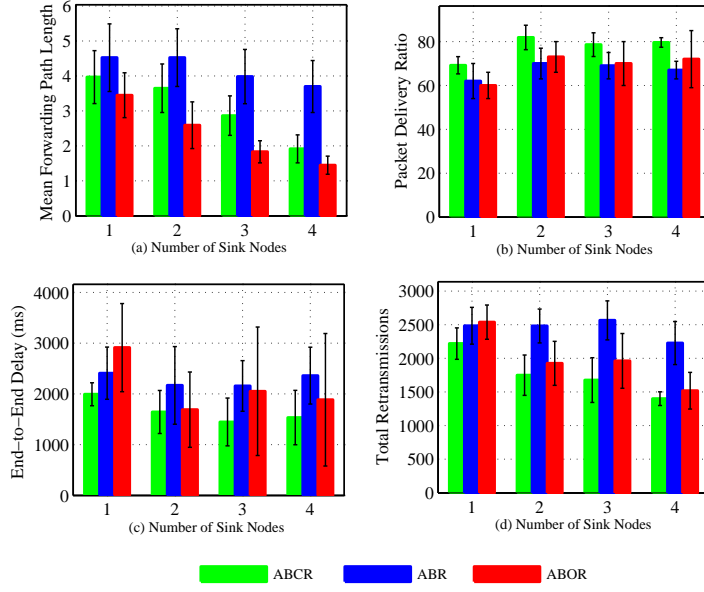 Mean Forwarding Path Length
6
5
4
3
2
1
0
1 2 3 4
(a) Number of Sink Nodes
Packet Delivery Ratio
80
60
40
20
0
1 2 3 4
(b) Number of Sink Nodes
End−to−End Delay (ms)
4000
3000
2000
1000
0
1 2 3 4
(c) Number of Sink Nodes
Total Retransmissions
3000
2500
2000
1500
1000
500
0
1 2 3 4
(d) Number of Sink Nodes
ABCR ABR ABOR